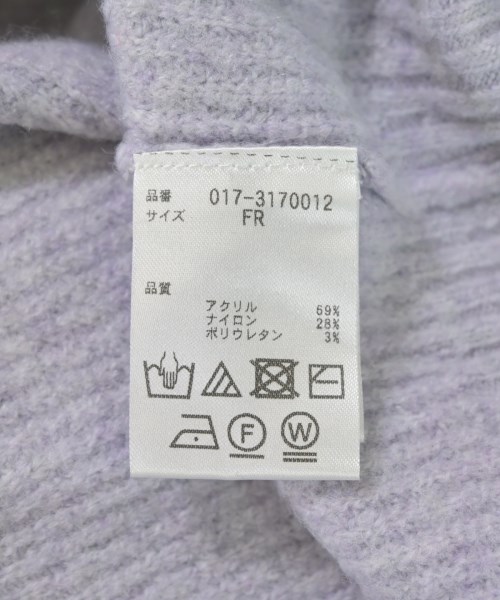 品番 017-3170012
サイズ FR
品質
アクリル 69%
ナイロン 28%
ポリウレタン 3%
F W